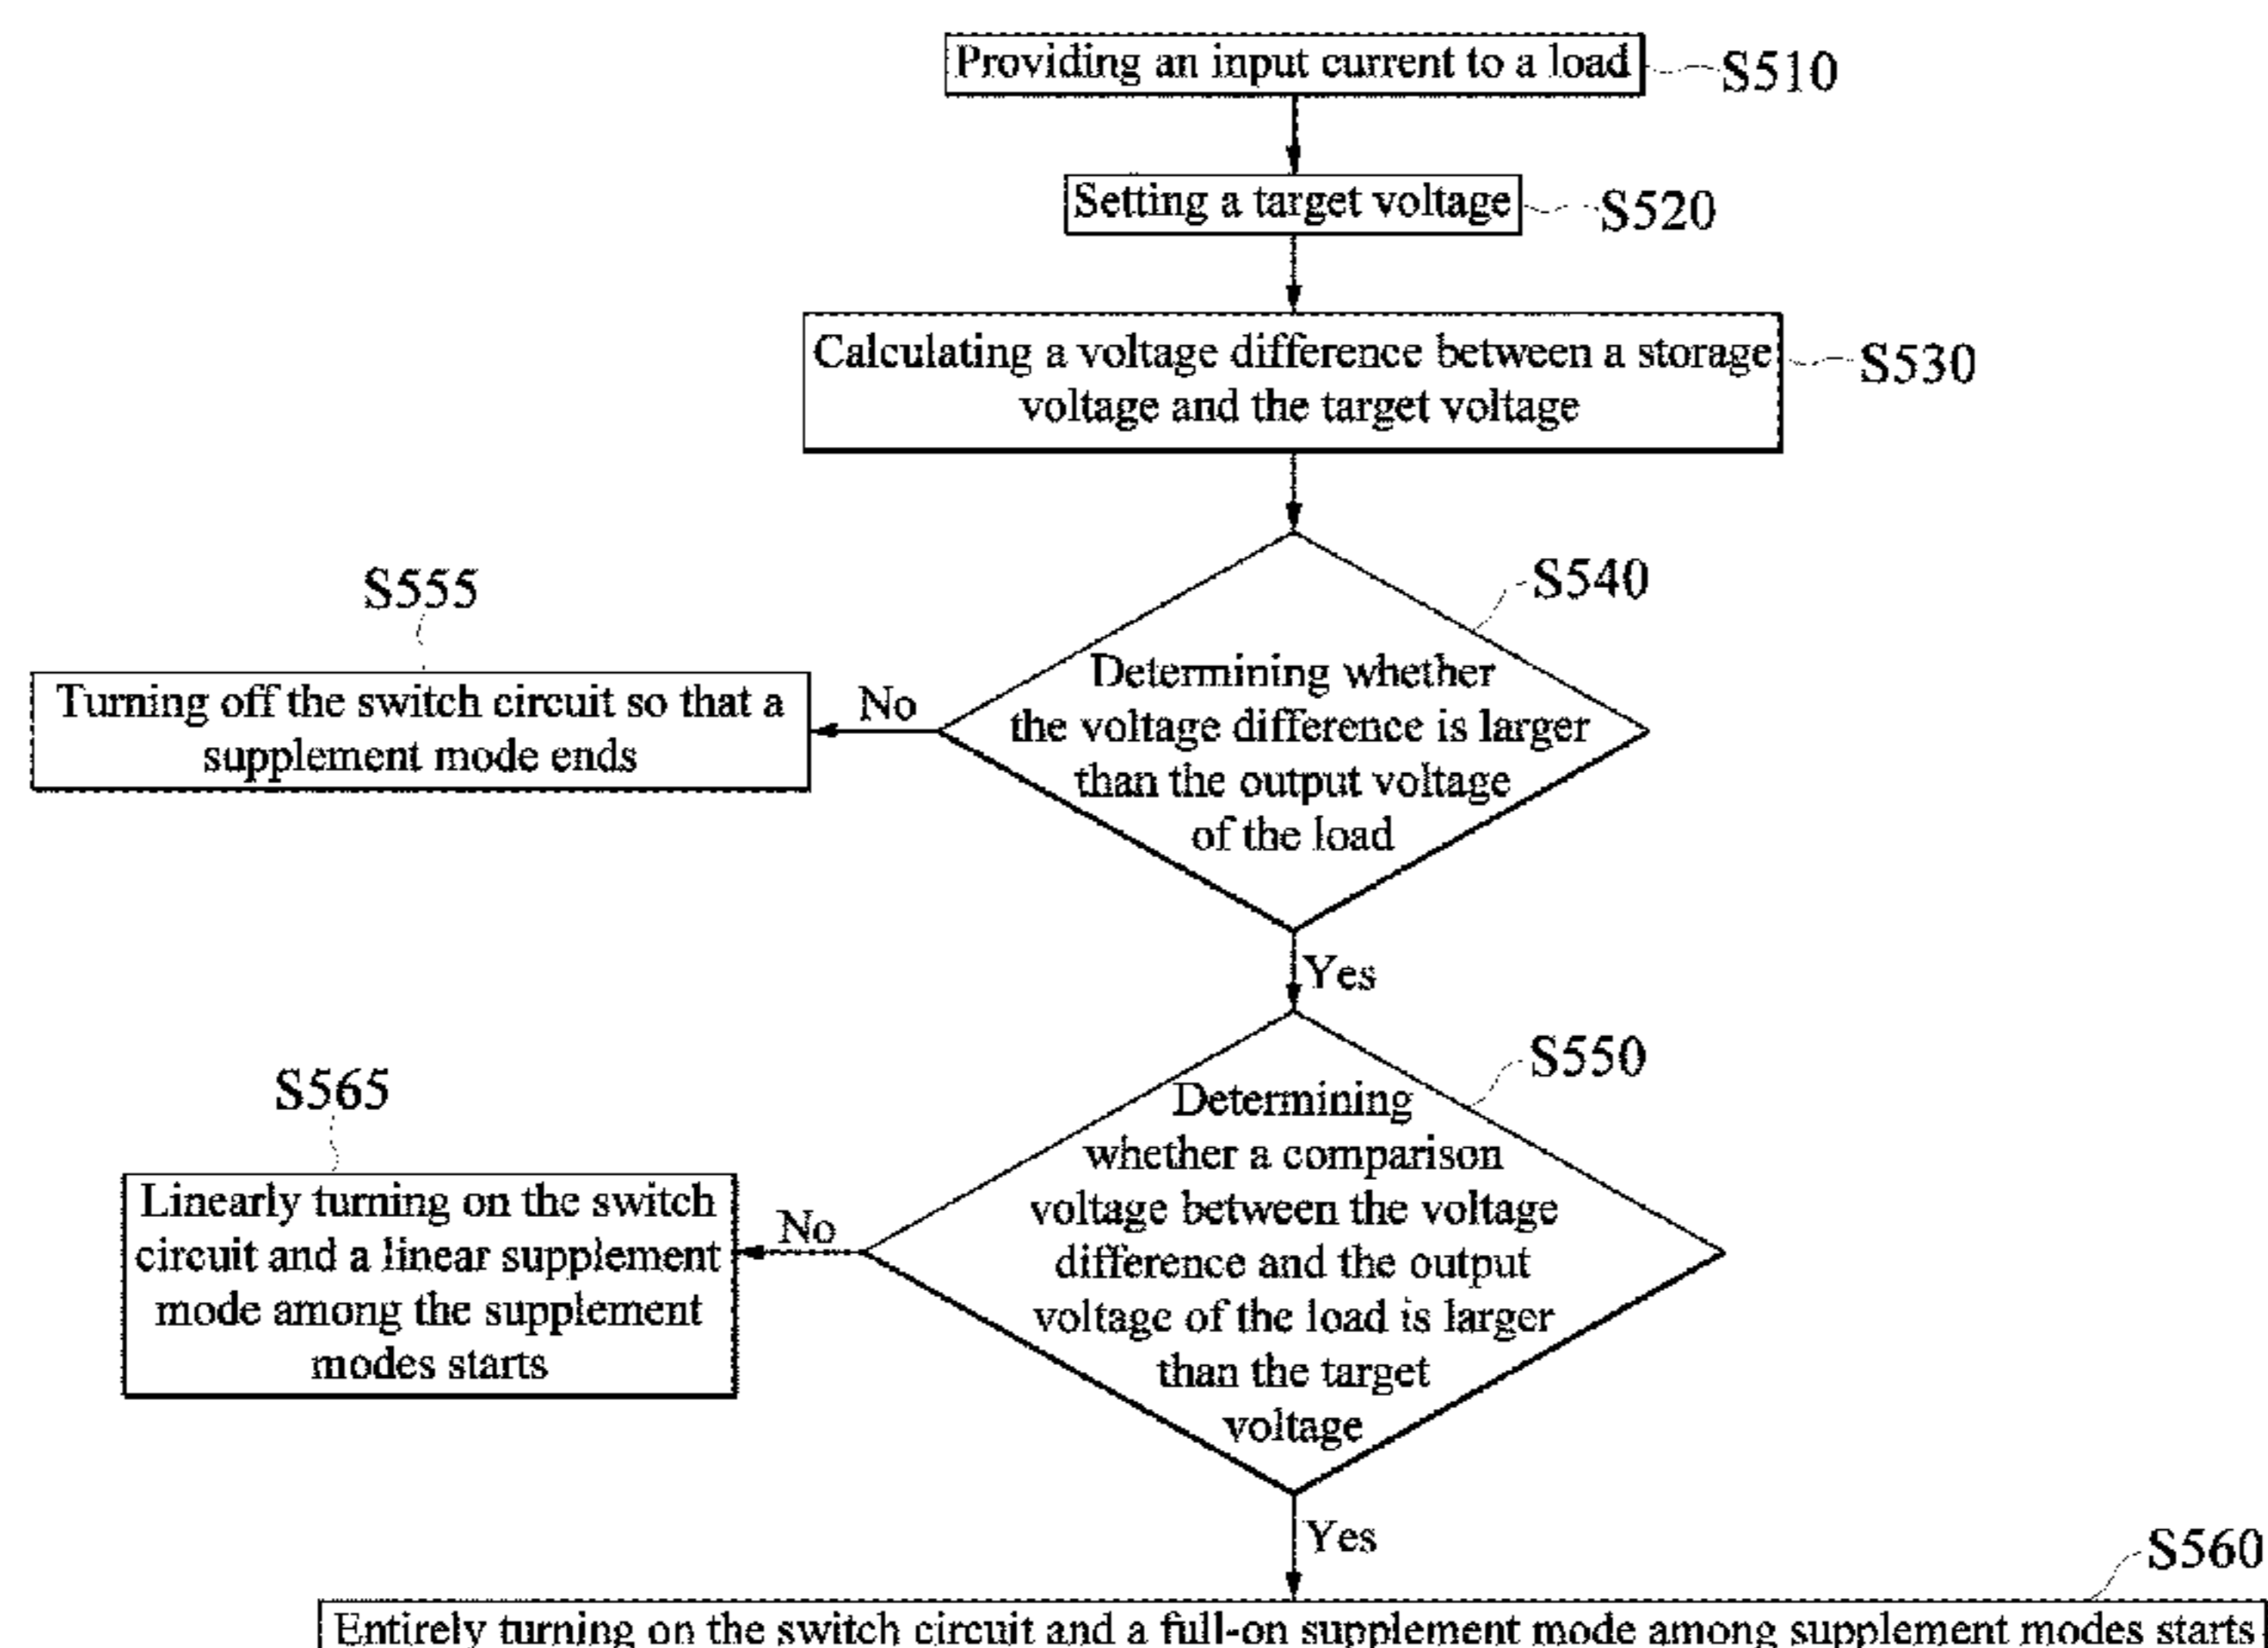 Providing an input current to a load
S510
Setting a target voltage
S520
Calculating a voltage difference between a storage
voltage and the target voltage
S530
S540
Determining whether
the voltage difference is larger
than the output voltage
of the load
S555
No
Turning off the switch circuit so that a
supplement mode ends
Yes
S550
Determining
whether a comparison
voltage between the voltage
difference and the output
voltage of the load is larger
than the target
voltage
S565
No
Linearly turning on the switch
circuit and a linear supplement
mode among the supplement
modes starts
Yes
S560
Entirely turning on the switch circuit and a full-on supplement mode among supplement modes starts